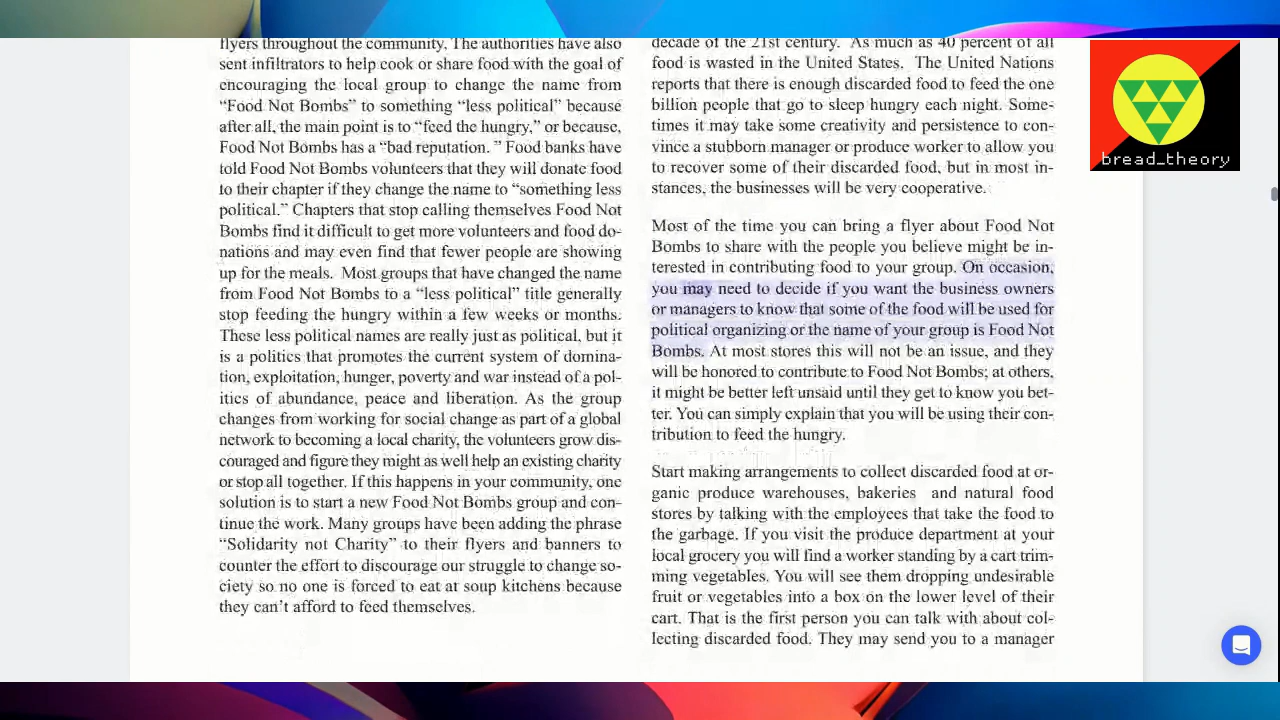 flyers throughout the community. The authorities have also
sent infiltrators to help cook or share food with the goal of
encouraging the local group to change the name from
“Food Not Bombs” to something “less political” because
after all, the main point is to “feed the hungry,” or because,
Food Not Bombs has a “bad reputation. ” Food banks have
told Food Not Bombs volunteers that they will donate food
to their chapter if they change the name to “something less
political.” Chapters that stop calling themselves Food Not
Bombs find it difficult to get more volunteers and food do-
nations and may even find that fewer people are showing
up for the meals.  Most groups that have changed the name
from Food Not Bombs to a “less political” title generally
stop feeding the hungry within a few weeks or months.
These less political names are really just as political, but it
is a politics that promotes the current system of domina-
tion, exploitation, hunger, poverty and war instead of a pol-
itics of abundance, peace and liberation. As the group
changes from working for social change as part of a global
network to becoming a local charity, the volunteers grow dis-
couraged and figure they might as well help an existing charity
or stop all together. If this happens in your community, one
solution is to start a new Food Not Bombs group and con-
tinue the work. Many groups have been adding the phrase
“Solidarity not Charity” to their flyers and banners to
counter the effort to discourage our struggle to change so-
ciety so no one is forced to eat at soup kitchens because
they can’t afford to feed themselves.
decade of the 21st century.  As much as 40 percent of all
food is wasted in the United States.  The United Nations
reports that there is enough discarded food to feed the one
billion people that go to sleep hungry each night. Some-
times it may take some creativity and persistence to con-
vince a stubborn manager or produce worker to allow you
to recover some of their discarded food, but in most in-
stances, the businesses will be very cooperative.
Most of the time you can bring a flyer about Food Not
Bombs to share with the people you believe might be in-
terested in contributing food to your group. On occasion,
you may need to decide if you want the business owners
or managers to know that some of the food will be used for
political organizing or the name of your group is Food Not
Bombs. At most stores this will not be an issue, and they
will be honored to contribute to Food Not Bombs; at others,
it might be better left unsaid until they get to know you bet-
ter. You can simply explain that you will be using their con-
tribution to feed the hungry.
Start making arrangements to collect discarded food at or-
ganic produce warehouses, bakeries  and natural food
stores by talking with the employees that take the food to
the garbage. If you visit the produce department at your
local grocery you will find a worker standing by a cart trim-
ming vegetables. You will see them dropping undesirable
fruit or vegetables into a box on the lower level of their
cart. That is the first person you can talk with about col-
lecting discarded food. They may send you to a manager
bread_theory